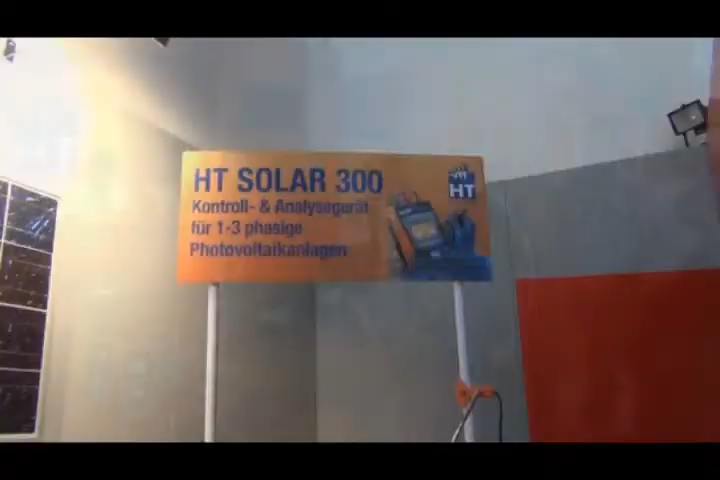 HT SOLAR 300
HT
Kontroll- & Analysegerät
für 1-3 phasige
Photovoltaikanlagen